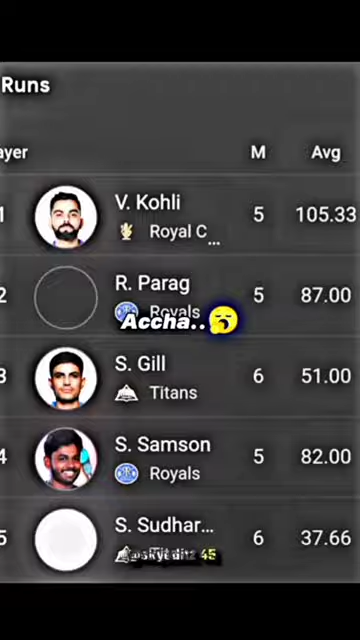 Runs
ayer M Avg
1 V. Kohli 5 105.33
Royal C...
2 R. Parag 5 87.00
Royals
Accha..
3 S. Gill 6 51.00
Titans
4 S. Samson 5 82.00
Royals
5 S. Sudhar... 6 37.66
45